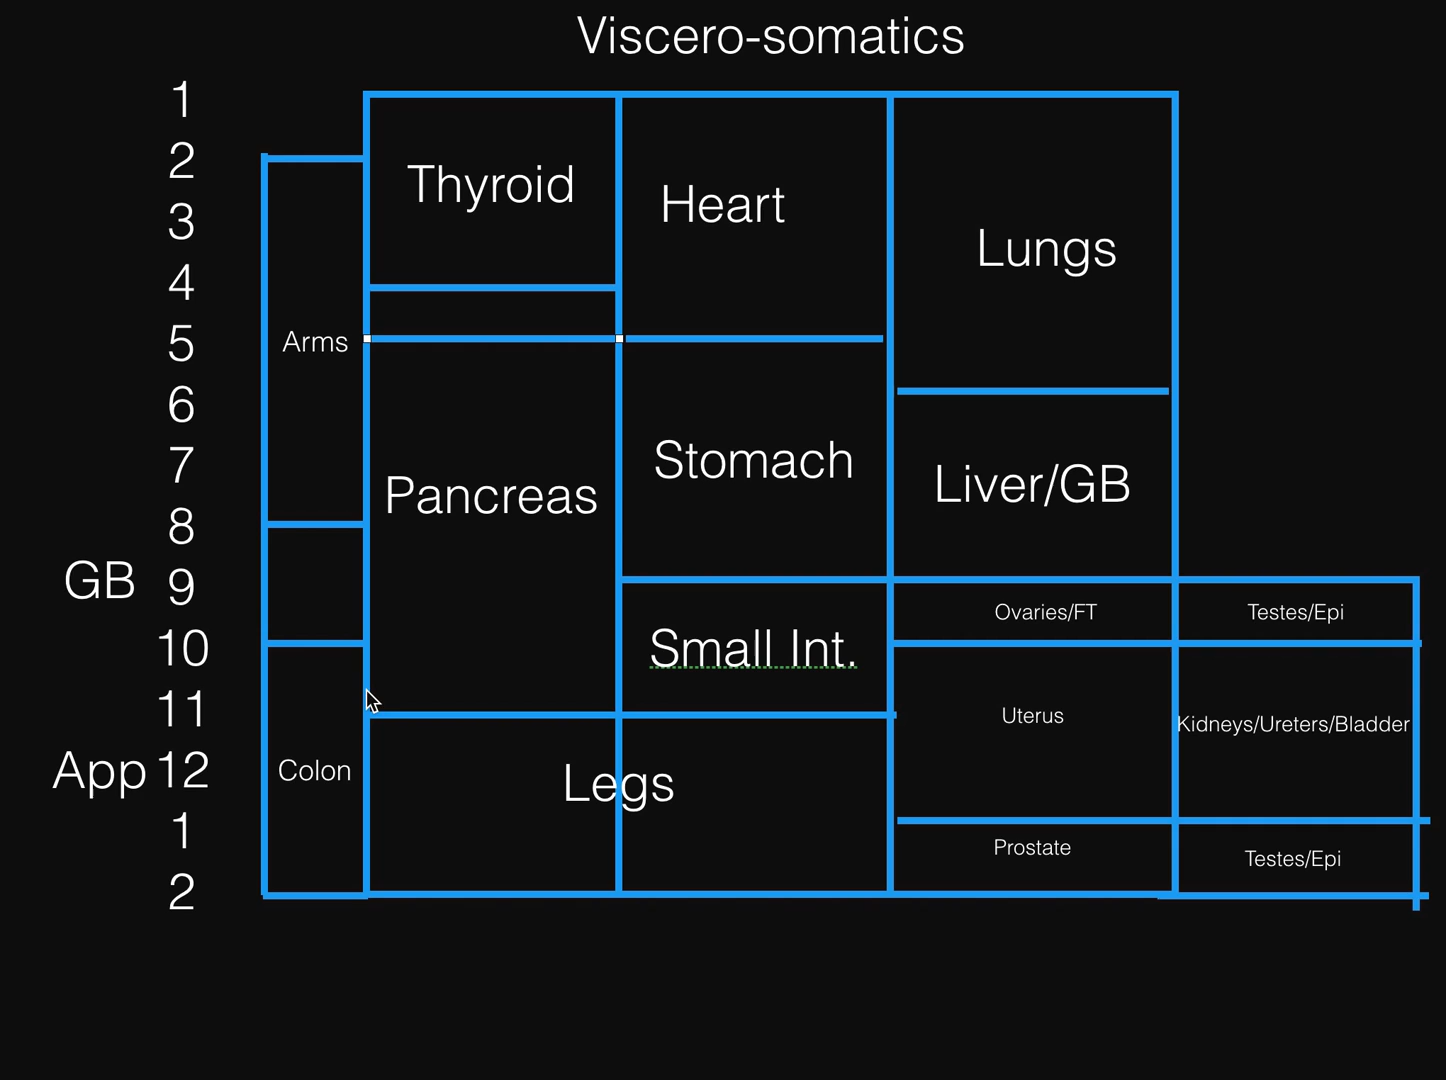 Viscero-somatics
1
2
3
4
5
6
7
8
GB 9
10
11
App 12
1
2
Arms
Colon
Thyroid
Pancreas
Legs
Heart
Stomach
Small Int.
Lungs
Liver/GB
Ovaries/FT
Testes/Epi
Uterus
Kidneys/Ureters/Bladder
Prostate
Testes/Epi